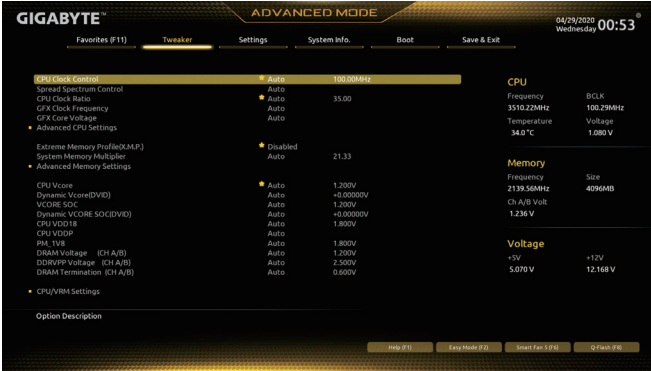 GIGABYTE™
ADVANCED MODE
04/29/2020
Wednesday 00:53
Favorites (F11) Tweaker Settings System Info. Boot Save & Exit
CPU Clock Control Auto 100.00MHz
Spread Spectrum Control Auto
CPU Clock Ratio Auto 35.00
GFX Clock Frequency Auto
GFX Core Voltage Auto
Advanced CPU Settings
Extreme Memory Profile(X.M.P.) Disabled
System Memory Multiplier Auto 21.33
Advanced Memory Settings
CPU Vcore Auto 1.200V
Dynamic Vcore(DVID) Auto +0.00000V
VCORE SOC Auto 1.200V
Dynamic VCORE SOC(DVID) Auto +0.00000V
CPU VDD18 Auto 1.800V
CPU VDDP Auto
PM_1V8 Auto 1.800V
DRAM Voltage (CH A/B) Auto 1.200V
DDRVPP Voltage (CH A/B) Auto 2.500V
DRAM Termination (CH A/B) Auto 0.600V
CPU/VRM Settings
CPU
Frequency BCLK
3510.22MHz 100.29MHz
Temperature Voltage
34.0 °C 1.080 V
Memory
Frequency Size
2139.56MHz 4096MB
Ch A/B Volt
1.236 V
Voltage
+5V +12V
5.070 V 12.168 V
Option Description
Help (F1) Easy Mode (F2) Smart Fan 5 (F6) Q-Flash (F8)